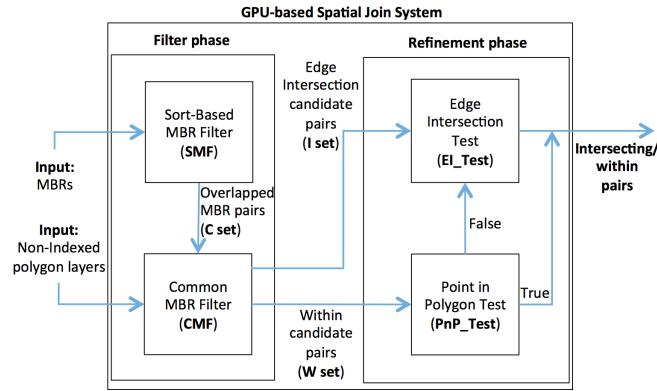 GPU-based Spatial Join System
Filter phase
Refinement phase
Sort-Based
MBR Filter
(SMF)
Edge
Intersection
candidate
pairs
(I set)
Edge
Intersection
Test
(EI_Test)
Input:
MBRs
Intersecting/
within
pairs
Overlapped
MBR pairs
(C set)
Input:
Non-Indexed
polygon layers
False
Common
MBR Filter
(CMF)
Within
candidate
pairs
(W set)
Point in
Polygon Test
(PnP_Test)
True